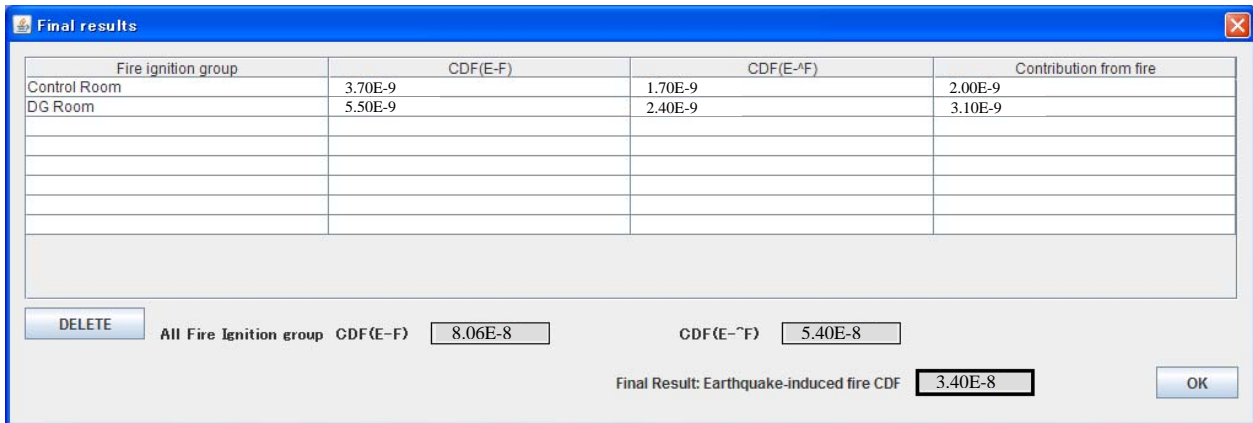 Final results
Fire ignition group CDF(E-F) CDF(E-^F) Contribution from fire
Control Room 3.70E-9 1.70E-9 2.00E-9
DG Room 5.50E-9 2.40E-9 3.10E-9
DELETE All Fire Ignition group CDF(E-F) 8.06E-8 CDF(E-^F) 5.40E-8
Final Result: Earthquake-induced fire CDF 3.40E-8 OK